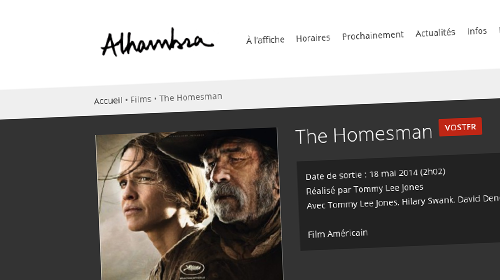 Alhambra
À l'affiche Horaires Prochainement Actualités Infos
Accueil • Films • The Homesman
The Homesman VOSTFR
Date de sortie : 18 mai 2014 (2h02)
Réalisé par Tommy Lee Jones
Avec Tommy Lee Jones, Hilary Swank, David Den
Film Américain